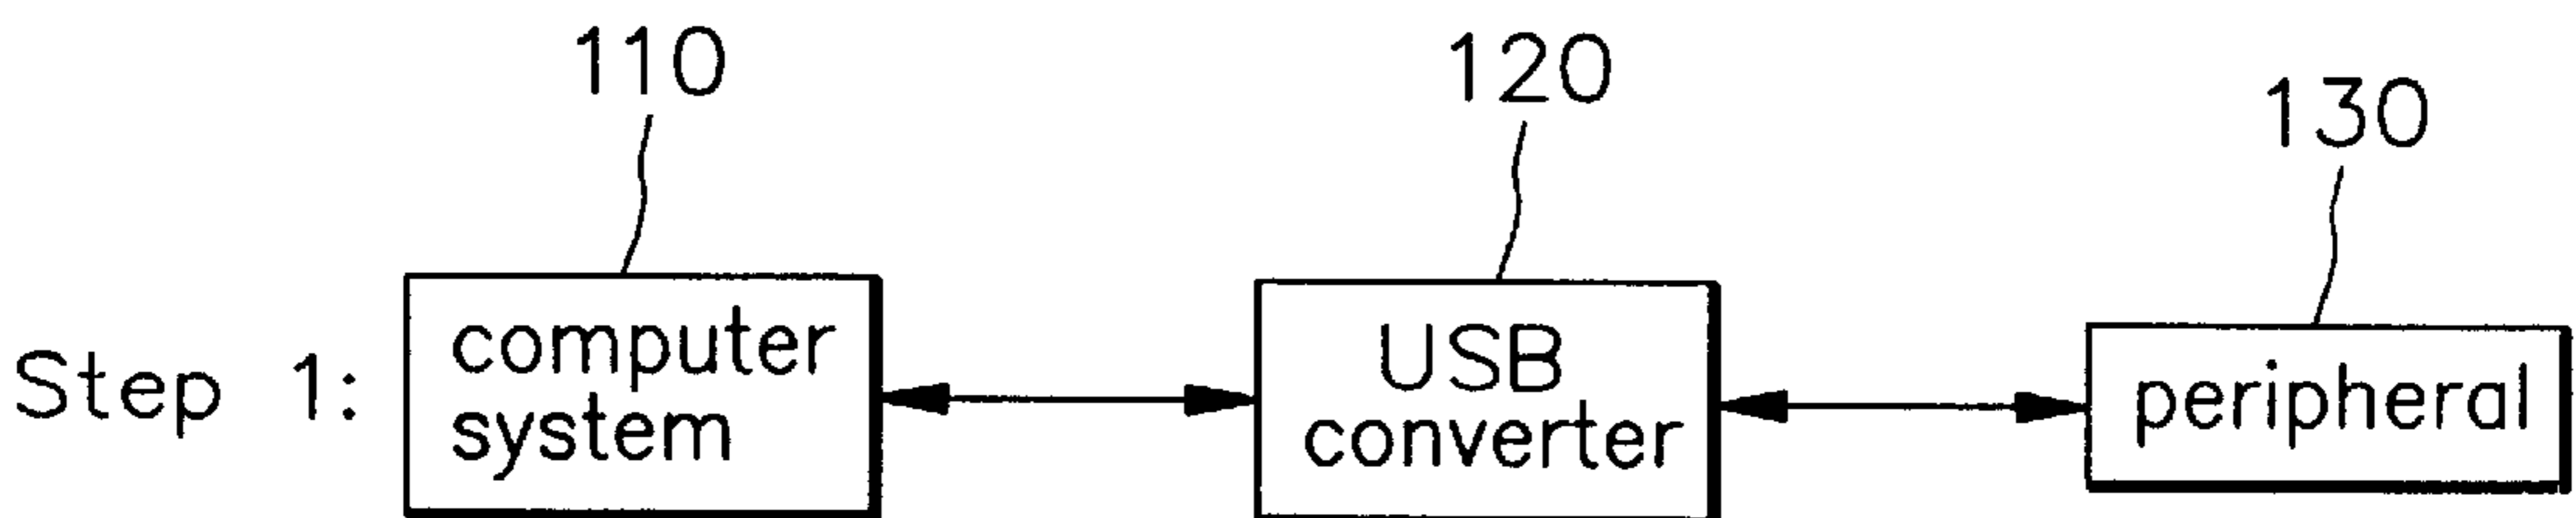 110
120
130
Step 1:
computer
system
USB
converter
peripheral